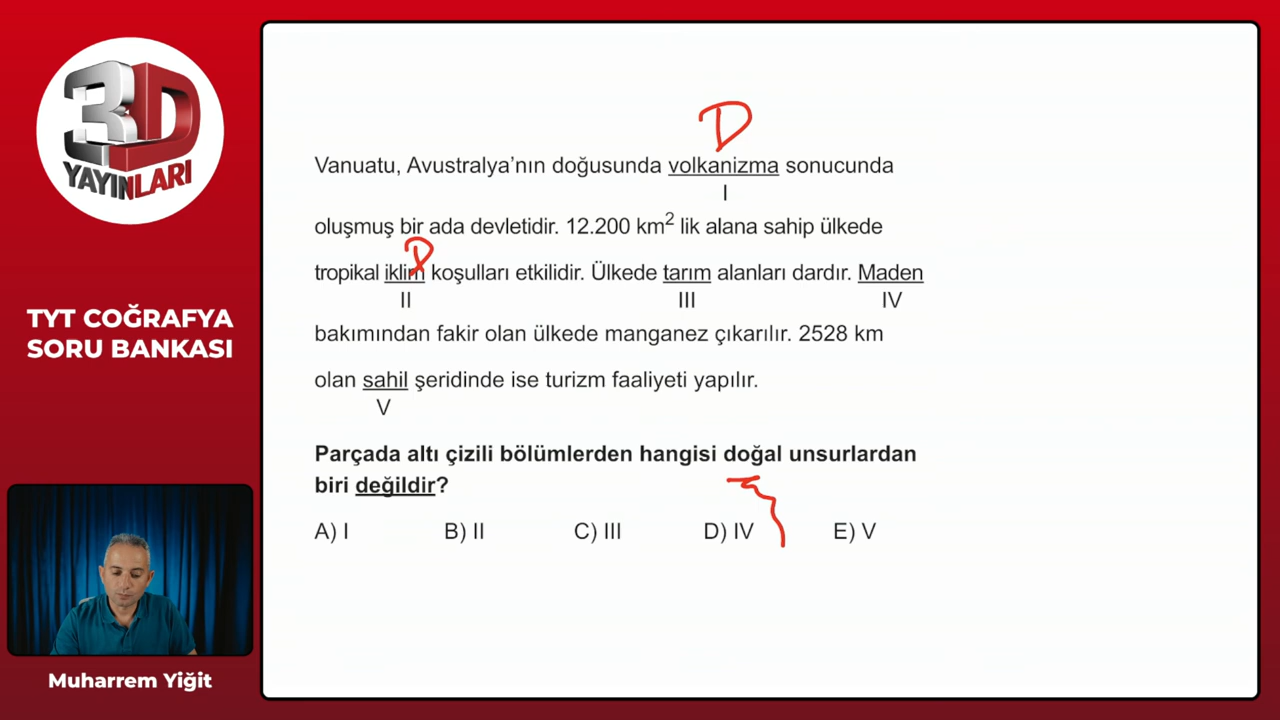 3D
YAYINLARI
TYT COĞRAFYA
SORU BANKASI
Muharrem Yiğit
D
Vanuatu, Avustralya’nın doğusunda volkanizma sonucunda
I
oluşmuş bir ada devletidir. 12.200 km² lik alana sahip ülkede
D
tropikal iklim koşulları etkilidir. Ülkede tarım alanları dardır. Maden
II III IV
bakımından fakir olan ülkede manganez çıkarılır. 2528 km
olan sahil şeridinde ise turizm faaliyeti yapılır.
V
Parçada altı çizili bölümlerden hangisi doğal unsurlardan
biri değildir?
A) I B) II C) III D) IV E) V